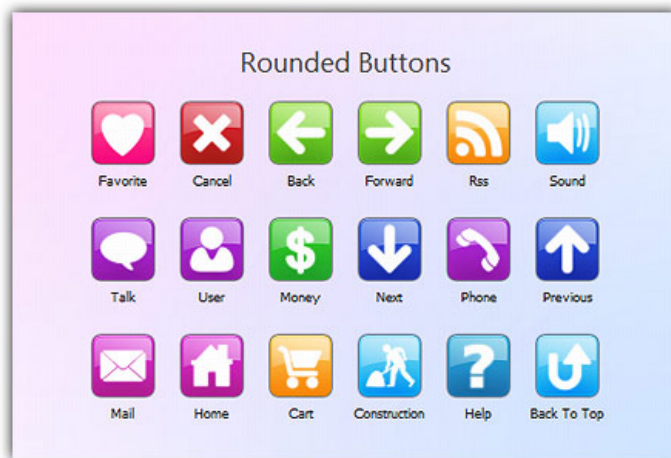 Rounded Buttons
Favorite Cancel Back Forward Rss Sound
Talk User Money Next Phone Previous
Mail Home Cart Construction Help Back To Top